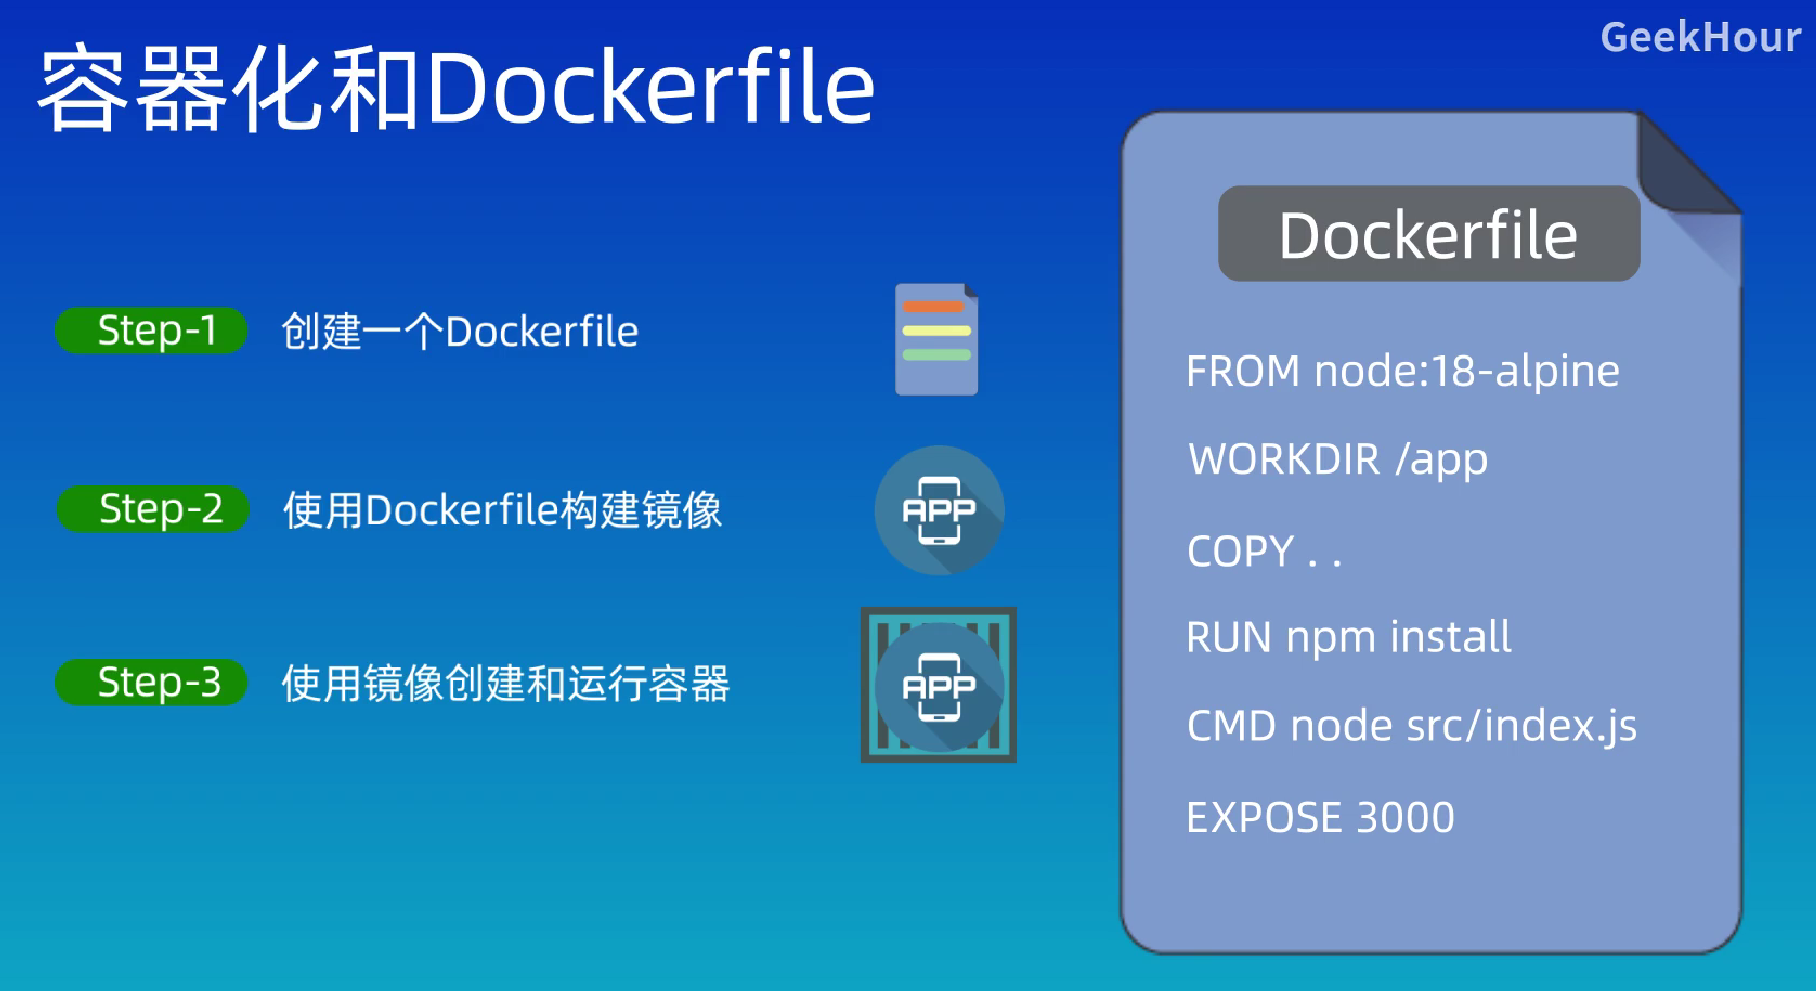 GeekHour
容器化和Dockerfile
Step-1 创建一个Dockerfile
Step-2 使用Dockerfile构建镜像
APP
Step-3 使用镜像创建和运行容器
APP
Dockerfile
FROM node:18-alpine
WORKDIR /app
COPY . .
RUN npm install
CMD node src/index.js
EXPOSE 3000